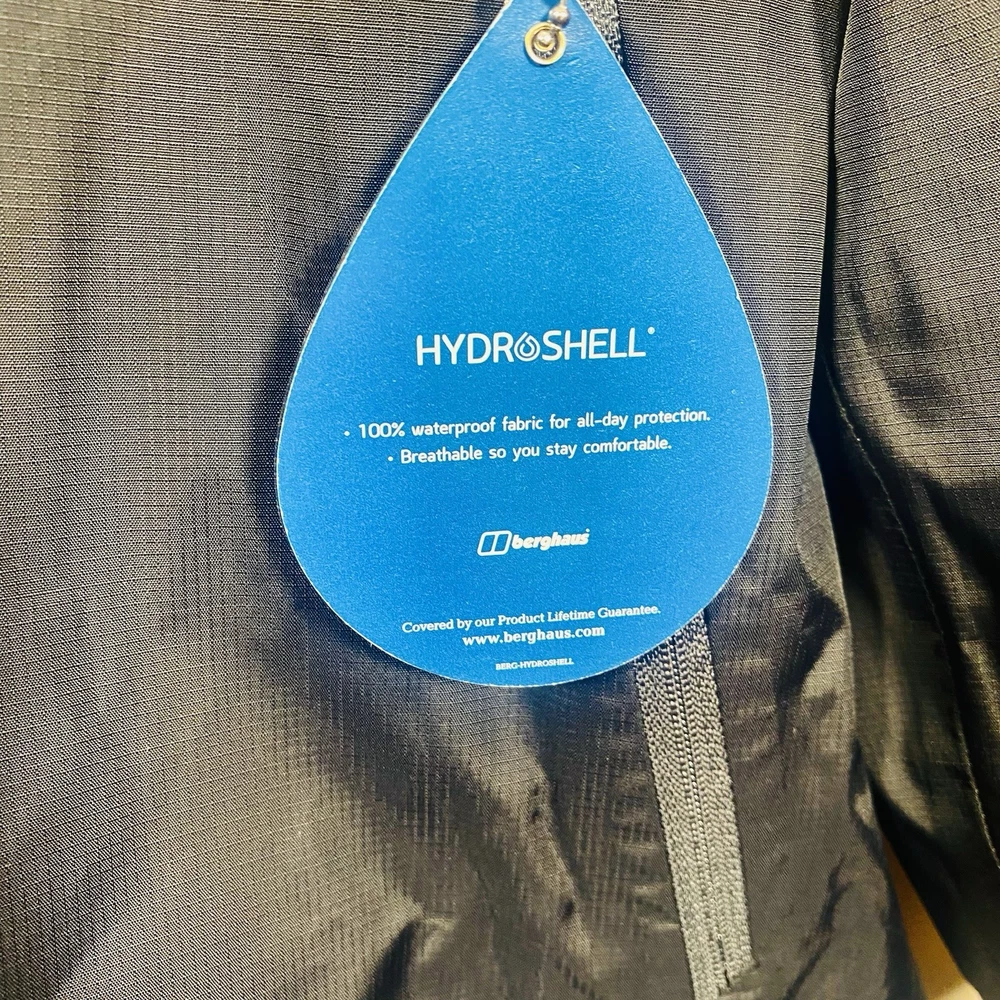 HYDROSHELL®
• 100% waterproof fabric for all-day protection.
• Breathable so you stay comfortable.
berghaus®
Covered by our Product Lifetime Guarantee.
www.berghaus.com
BERG-HYDROSHELL